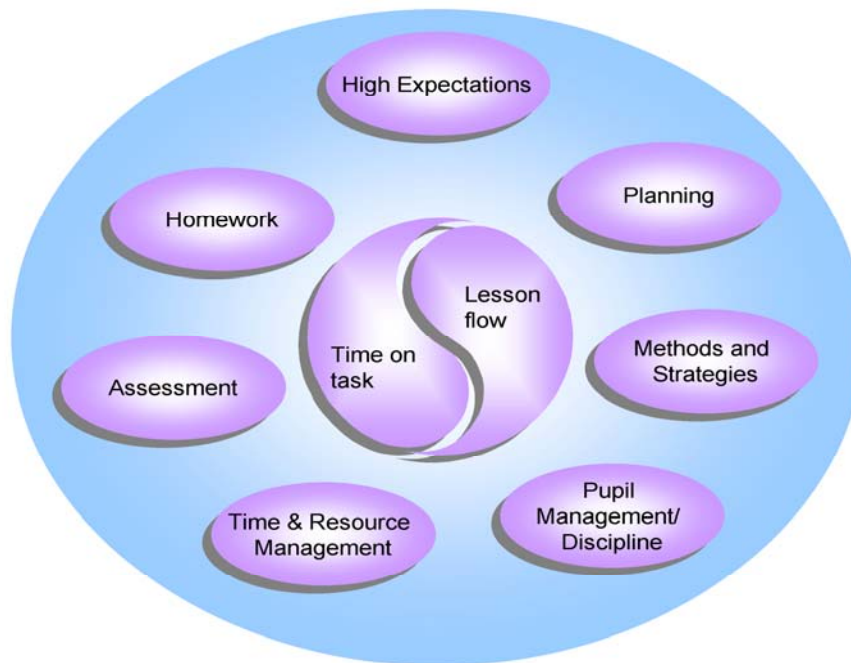 High Expectations
Planning
Homework
Lesson
flow
Time on
task
Methods and
Strategies
Assessment
Pupil
Management/
Discipline
Time & Resource
Management